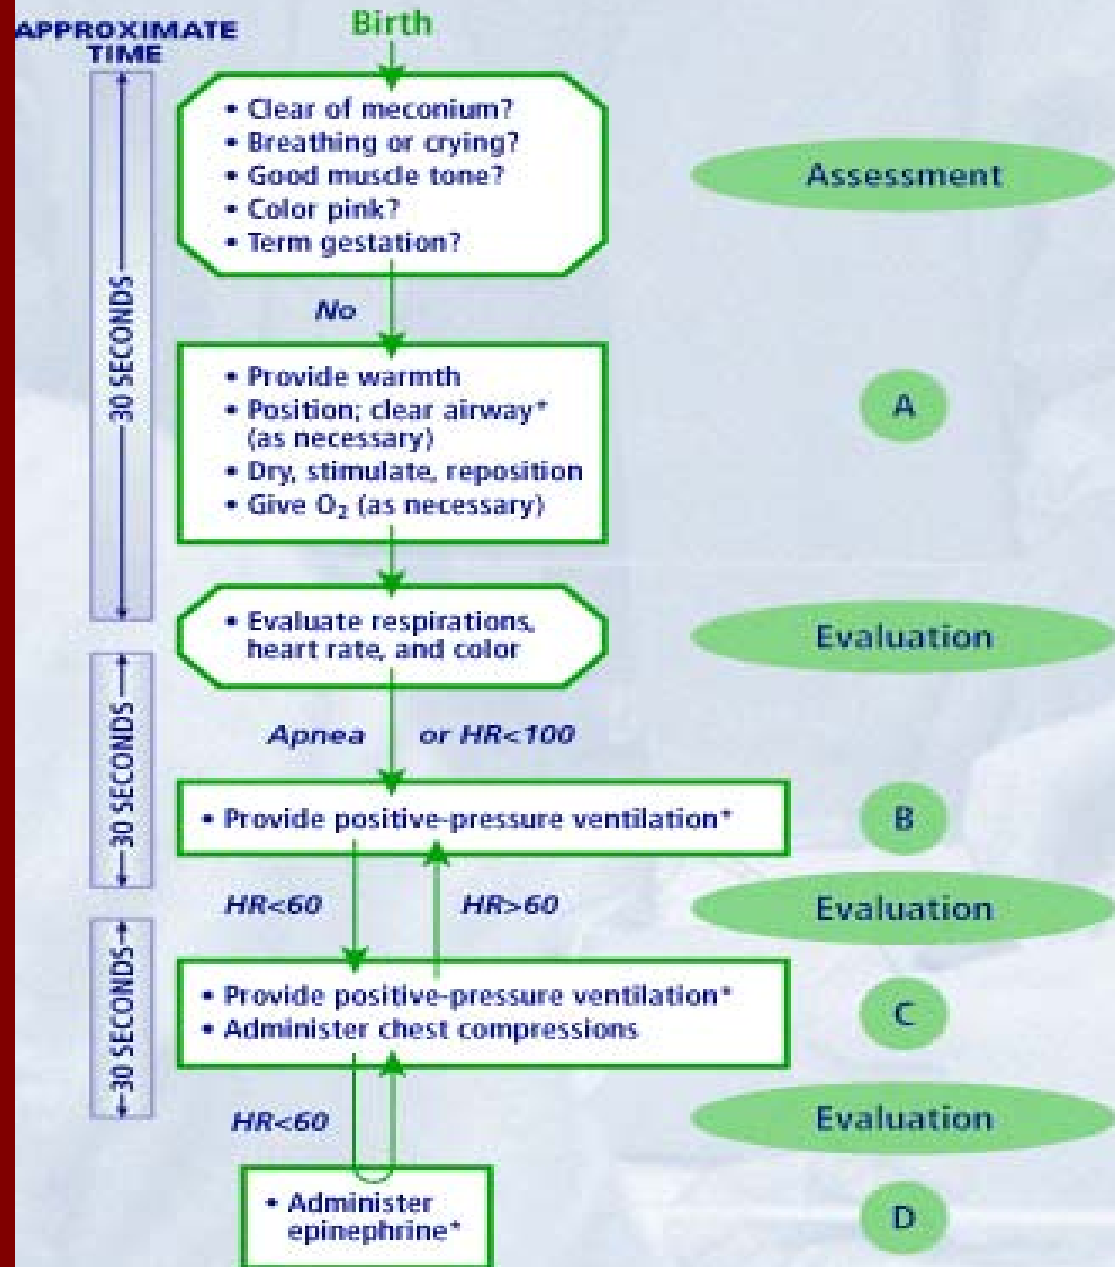 APPROXIMATE
TIME
Birth
• Clear of meconium?
• Breathing or crying?
• Good muscle tone?
• Color pink?
• Term gestation?
Assessment
30 SECONDS
No
• Provide warmth
• Position; clear airway*
(as necessary)
• Dry, stimulate, reposition
• Give O₂ (as necessary)
A
• Evaluate respirations,
heart rate, and color
Evaluation
30 SECONDS
Apnea or HR<100
• Provide positive-pressure ventilation*
B
HR<60 HR>60
Evaluation
30 SECONDS
• Provide positive-pressure ventilation*
• Administer chest compressions
C
HR<60
Evaluation
• Administer
epinephrine*
D